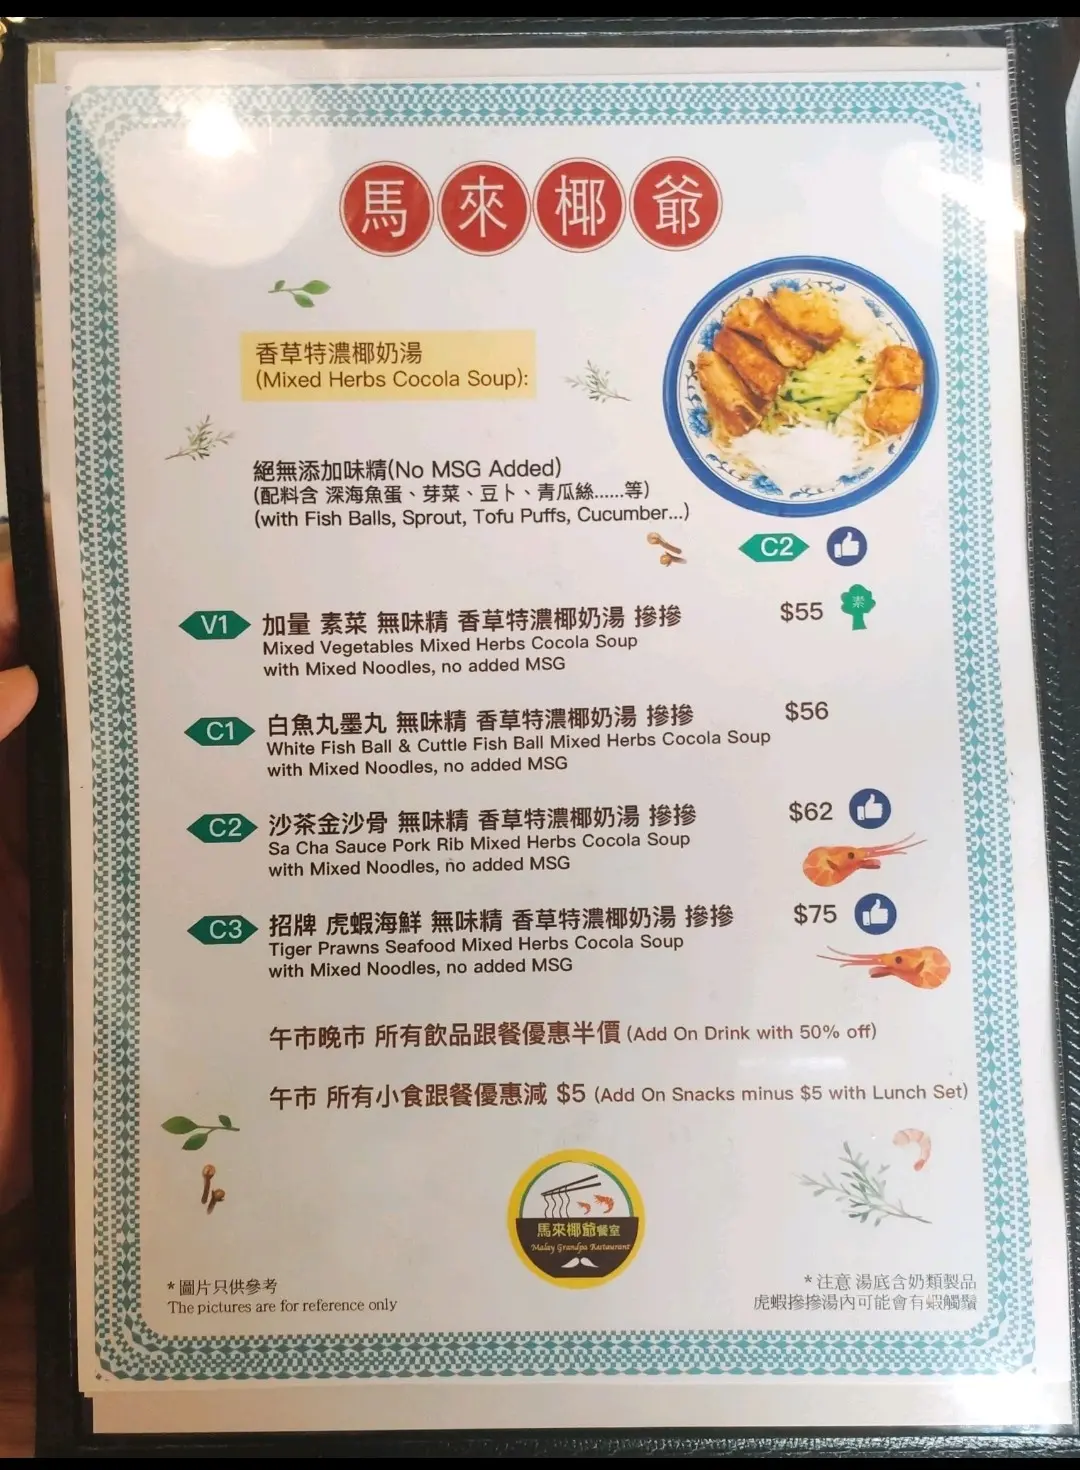 馬來椰爺
香草特濃椰奶湯
(Mixed Herbs Cocola Soup):
絕無添加味精(No MSG Added)
(配料含 深海魚蛋、芽菜、豆卜、青瓜絲......等)
(with Fish Balls, Sprout, Tofu Puffs, Cucumber...)
C2
V1 加量 素菜 無味精 香草特濃椰奶湯 摻摻 $55 素
Mixed Vegetables Mixed Herbs Cocola Soup
with Mixed Noodles, no added MSG
C1 白魚丸墨丸 無味精 香草特濃椰奶湯 摻摻 $56
White Fish Ball & Cuttle Fish Ball Mixed Herbs Cocola Soup
with Mixed Noodles, no added MSG
C2 沙茶金沙骨 無味精 香草特濃椰奶湯 摻摻 $62
Sa Cha Sauce Pork Rib Mixed Herbs Cocola Soup
with Mixed Noodles, no added MSG
C3 招牌 虎蝦海鮮 無味精 香草特濃椰奶湯 摻摻 $75
Tiger Prawns Seafood Mixed Herbs Cocola Soup
with Mixed Noodles, no added MSG
午市晚市 所有飲品跟餐優惠半價 (Add On Drink with 50% off)
午市 所有小食跟餐優惠減 $5 (Add On Snacks minus $5 with Lunch Set)
馬來椰爺餐室
Malay Grandpa Restaurant
*圖片只供參考
The pictures are for reference only
*注意 湯底含奶類製品
虎蝦摻摻湯內可能會有蝦觸鬚